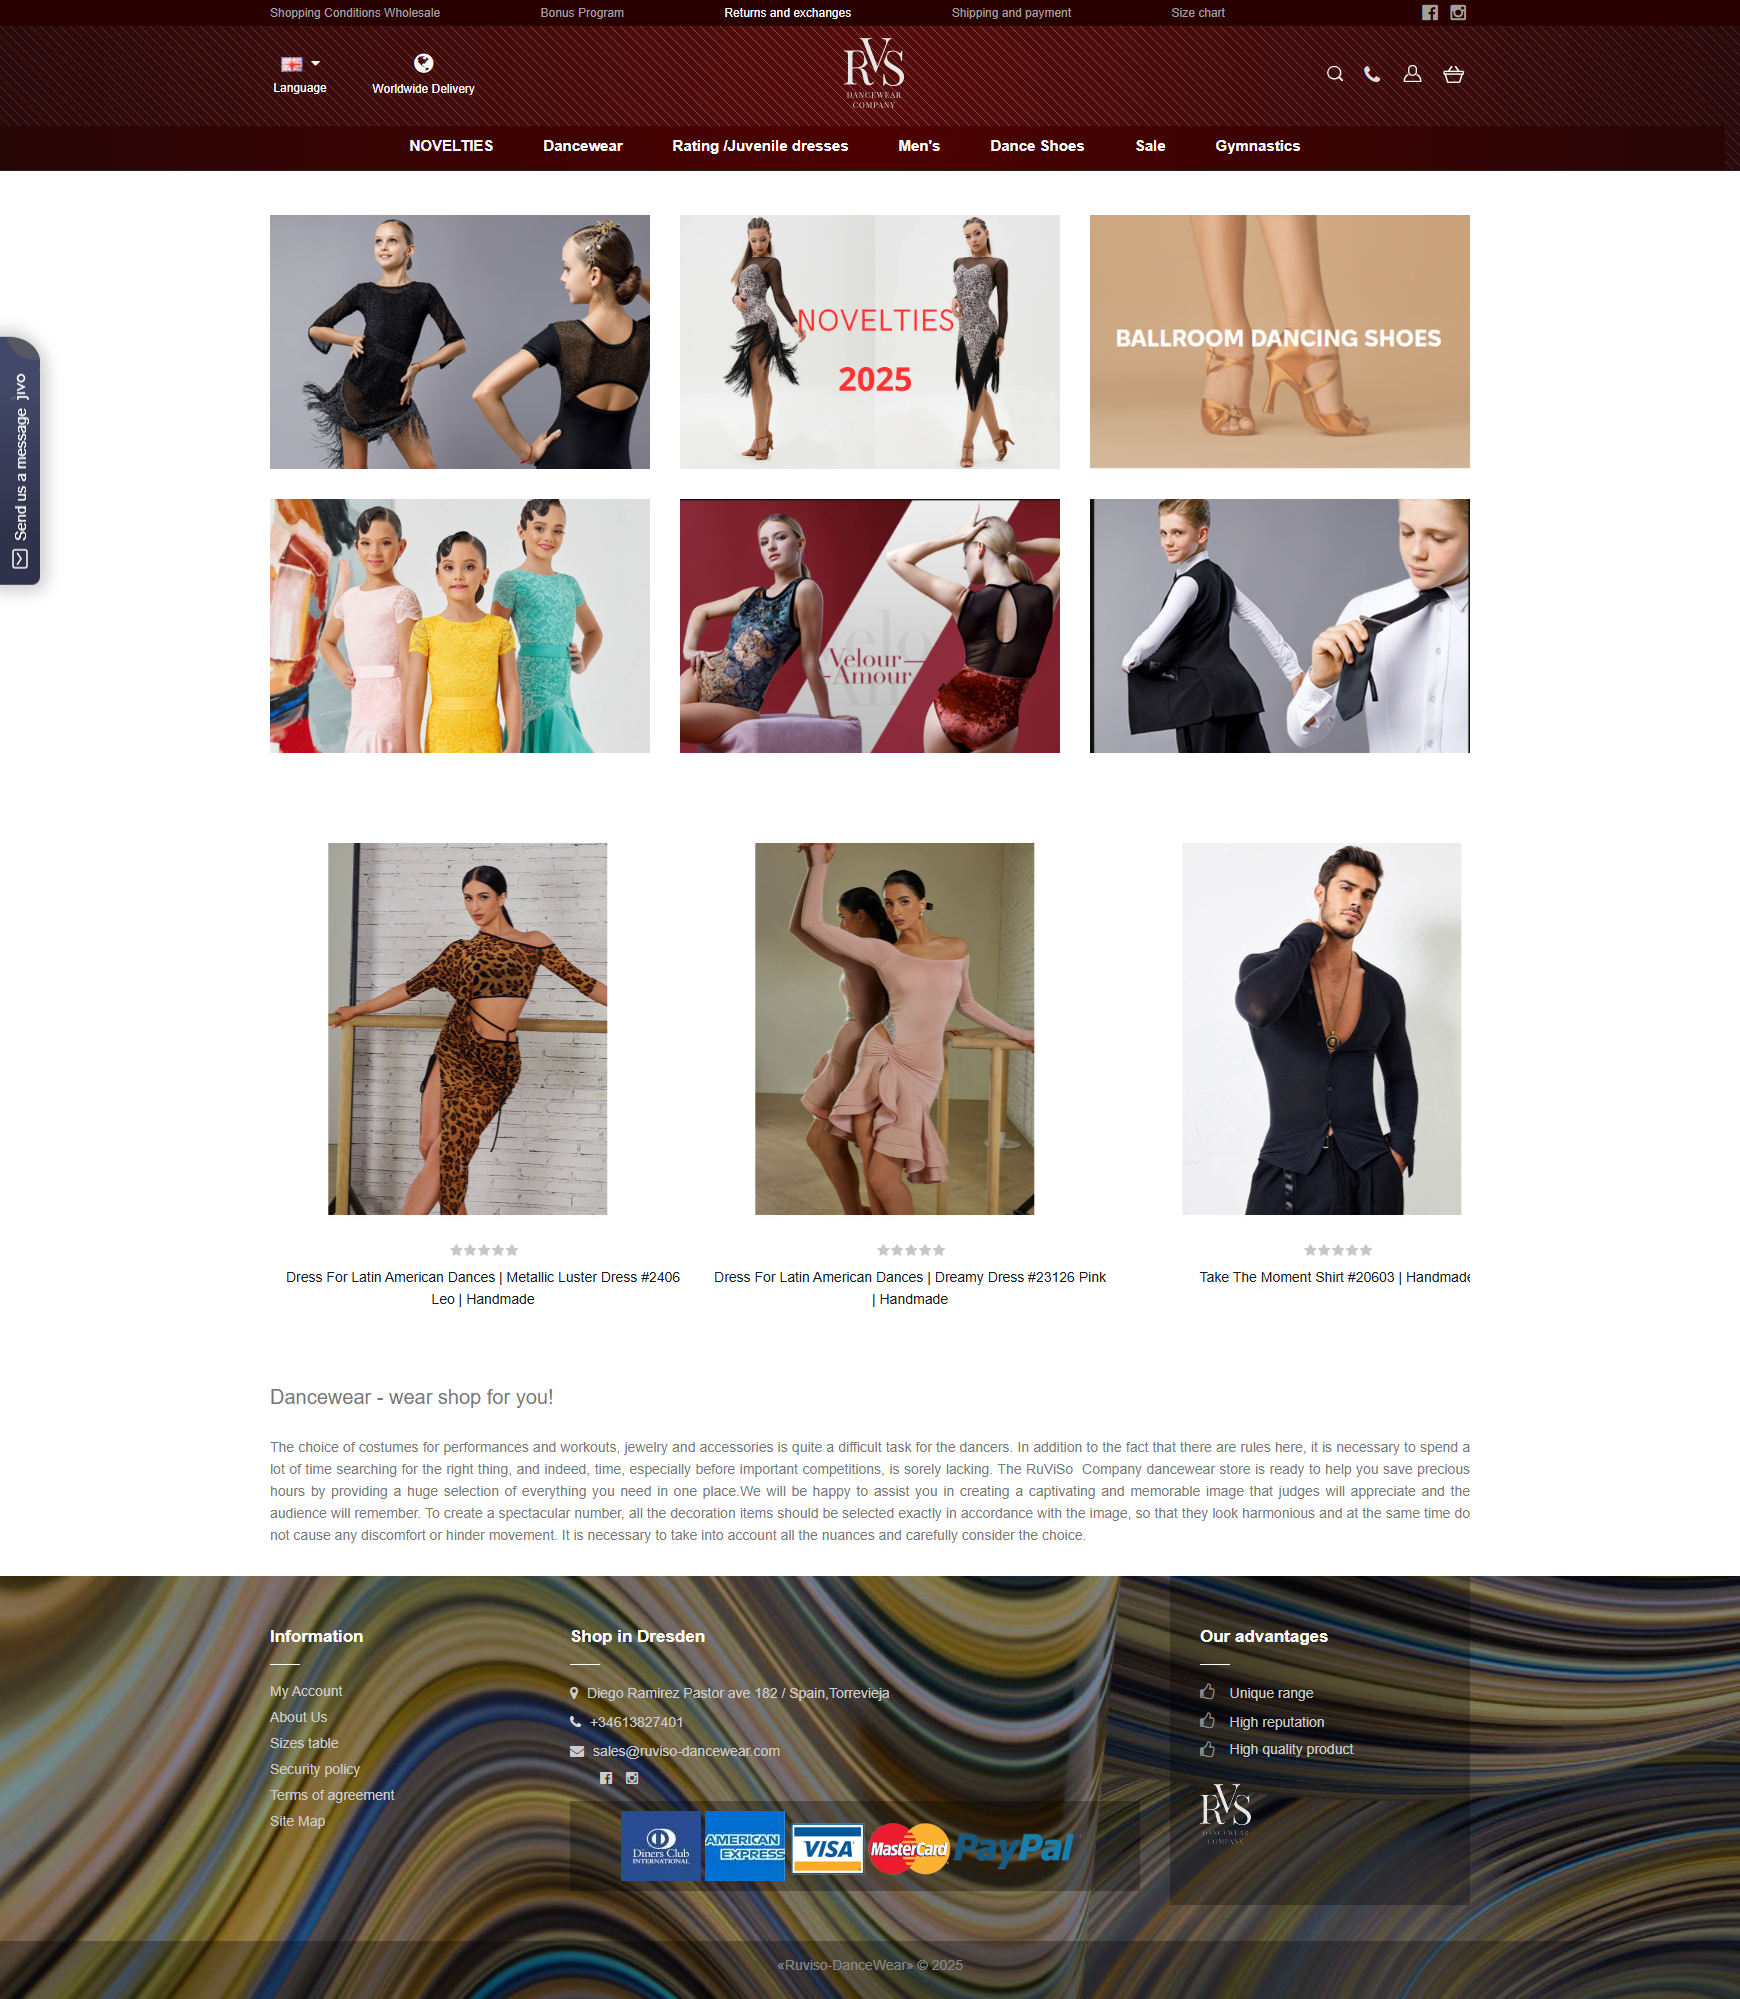 Shopping Conditions Wholesale
Bonus Program
Returns and exchanges
Shipping and payment
Size chart
Language
Worldwide Delivery
RVS
DANCEWEAR
COMPANY
NOVELTIES
Dancewear
Rating /Juvenile dresses
Men's
Dance Shoes
Sale
Gymnastics
NOVELTIES
2025
BALLROOM DANCING SHOES
Send us a message jivo
Velour—
-Amour
Dress For Latin American Dances | Metallic Luster Dress #2406
Leo | Handmade
Dress For Latin American Dances | Dreamy Dress #23126 Pink
| Handmade
Take The Moment Shirt #20603 | Handmade
Dancewear - wear shop for you!
The choice of costumes for performances and workouts, jewelry and accessories is quite a difficult task for the dancers. In addition to the fact that there are rules here, it is necessary to spend a
lot of time searching for the right thing, and indeed, time, especially before important competitions, is sorely lacking. The RuViSo  Company dancewear store is ready to help you save precious
hours by providing a huge selection of everything you need in one place.We will be happy to assist you in creating a captivating and memorable image that judges will appreciate and the
audience will remember. To create a spectacular number, all the decoration items should be selected exactly in accordance with the image, so that they look harmonious and at the same time do
not cause any discomfort or hinder movement. It is necessary to take into account all the nuances and carefully consider the choice.
Information
My Account
About Us
Sizes table
Security policy
Terms of agreement
Site Map
Shop in Dresden
Diego Ramirez Pastor ave 182 / Spain,Torrevieja
+34613827401
sales@ruviso-dancewear.com
Diners Club
INTERNATIONAL
AMERICAN
EXPRESS
VISA
MasterCard
PayPal
Our advantages
Unique range
High reputation
High quality product
RVS
DANCEWEAR
COMPANY
«Ruviso-DanceWear» © 2025